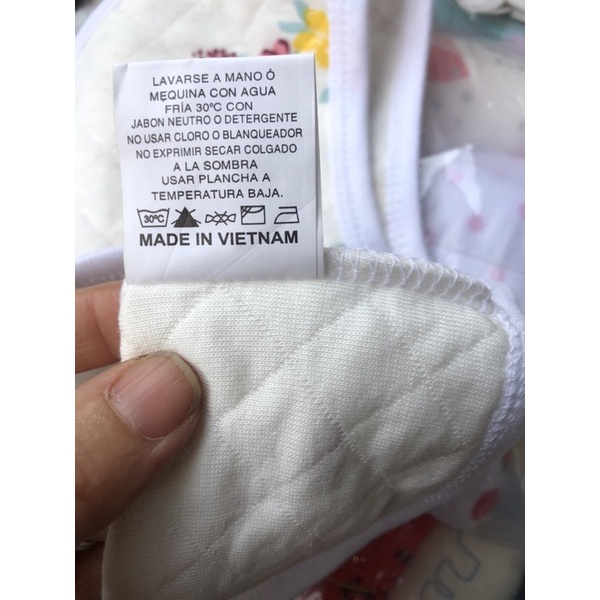 LAVARSE A MANO Ó
MEQUINA CON AGUA
FRÍA 30ºC CON
JABON NEUTRO O DETERGENTE
NO USAR CLORO O BLANQUEADOR
NO EXPRIMIR SECAR COLGADO
A LA SOMBRA
USAR PLANCHA A
TEMPERATURA BAJA.
30ºC
MADE IN VIETNAM